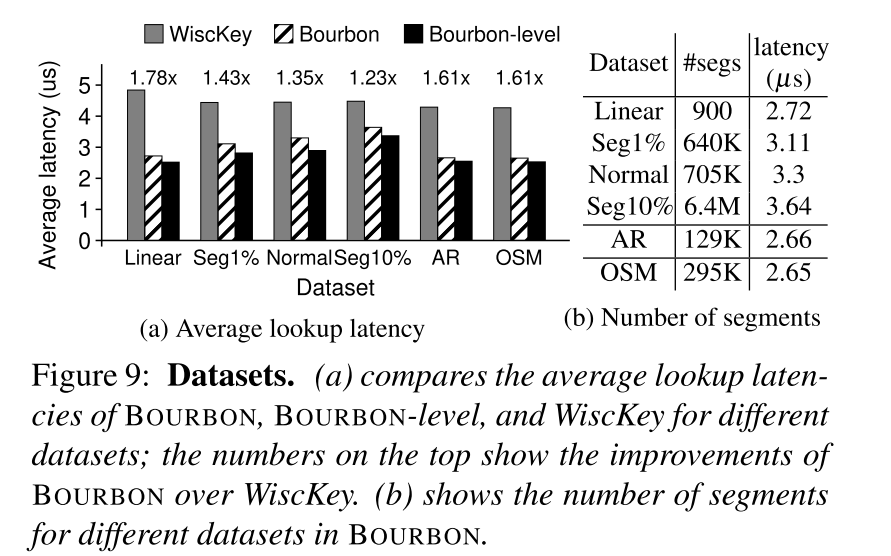 WiscKey Bourbon Bourbon-level
Average latency (us)
5
4
3
2
1
0
1.78x 1.43x 1.35x 1.23x 1.61x 1.61x
Linear Seg1% Normal Seg10% AR OSM
Dataset
(a) Average lookup latency
Dataset #segs latency (μs)
Linear 900 2.72
Seg1% 640K 3.11
Normal 705K 3.3
Seg10% 6.4M 3.64
AR 129K 2.66
OSM 295K 2.65
(b) Number of segments
Figure 9: Datasets. (a) compares the average lookup laten-
cies of BOURBON, BOURBON-level, and WiscKey for different
datasets; the numbers on the top show the improvements of
BOURBON over WiscKey. (b) shows the number of segments
for different datasets in BOURBON.